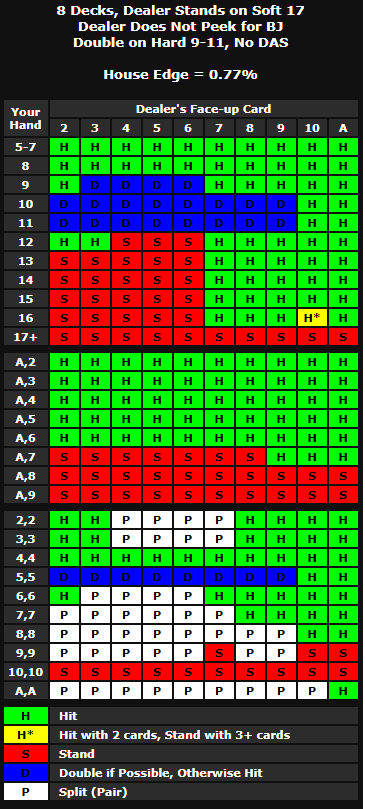 8 Decks, Dealer Stands on Soft 17
Dealer Does Not Peek for BJ
Double on Hard 9-11, No DAS
House Edge = 0.77%
Your Hand Dealer's Face-up Card
2 3 4 5 6 7 8 9 10 A
5-7 H H H H H H H H H H
8 H H H H H H H H H H
9 H D D D D H H H H H
10 D D D D D D D D H H
11 D D D D D D D D H H
12 H H S S S H H H H H
13 S S S S S H H H H H
14 S S S S S H H H H H
15 S S S S S H H H H H
16 S S S S S H H H H* H
17+ S S S S S S S S S S
A,2 H H H H H H H H H H
A,3 H H H H H H H H H H
A,4 H H H H H H H H H H
A,5 H H H H H H H H H H
A,6 H H H H H H H H H H
A,7 S S S S S S S H H H
A,8 S S S S S S S S S S
A,9 S S S S S S S S S S
2,2 H H P P P P H H H H
3,3 H H P P P P H H H H
4,4 H H H H H H H H H H
5,5 D D D D D D D D H H
6,6 H P P P P H H H H H
7,7 P P P P P P H H H H
8,8 P P P P P P P P H H
9,9 P P P P P S P P S S
10,10 S S S S S S S S S S
A,A P P P P P P P P P H
H Hit
H* Hit with 2 cards, Stand with 3+ cards
S Stand
D Double if Possible, Otherwise Hit
P Split (Pair)